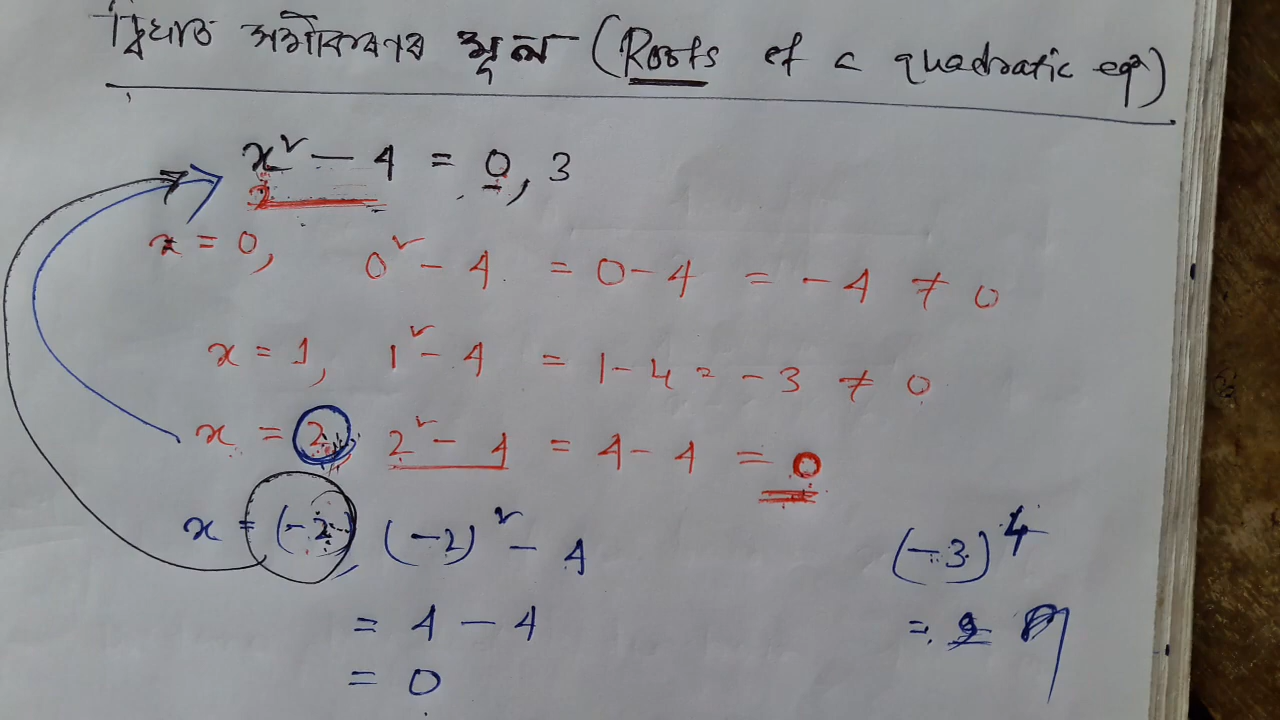 দ্বিঘাত সমীকৰণৰ মূল (Roots of a quadratic eqn)
x² - 4 = 0, 3
2
x = 0, 0² - 4 = 0 - 4 = - 4 ≠ 0
x = 1, 1² - 4 = 1 - 4 = - 3 ≠ 0
x = 2, 2² - 4 = 4 - 4 = 0
x = (-2), (-2)² - 4
= 4 - 4
= 0
(-3)⁴
=